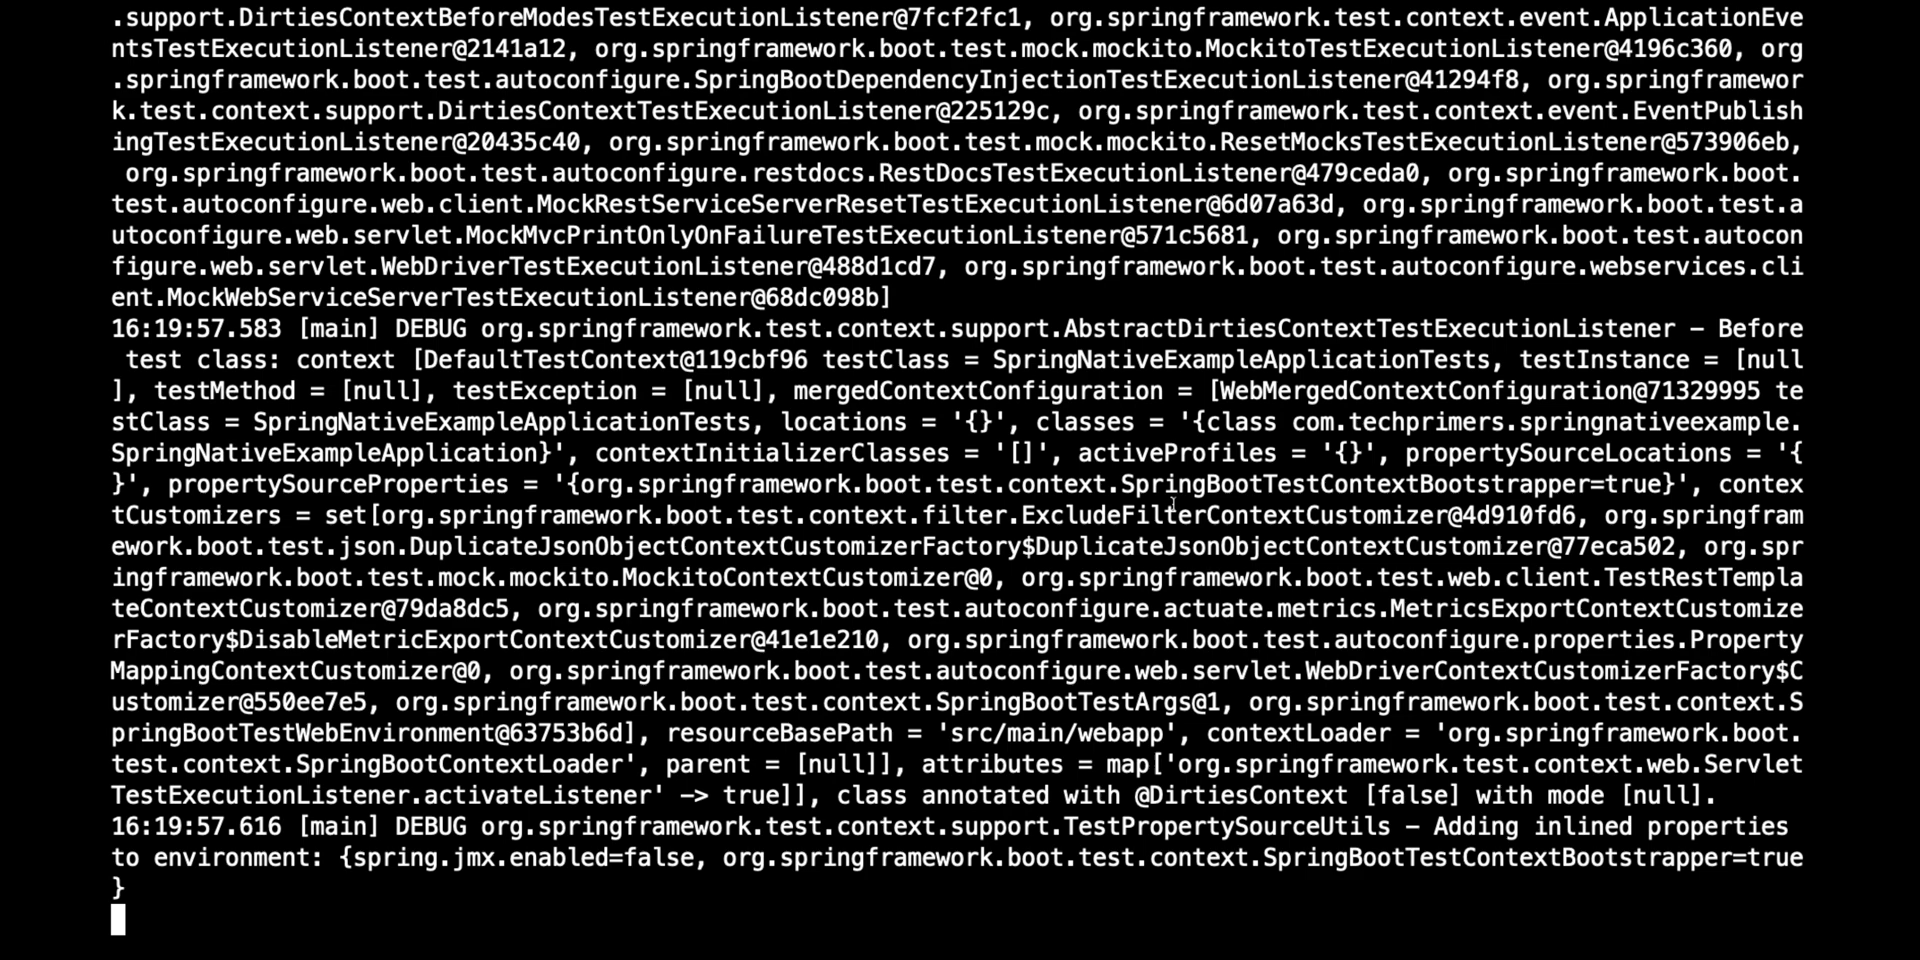 .support.DirtiesContextBeforeModesTestExecutionListener@7fcf2fc1, org.springframework.test.context.event.ApplicationEve
ntsTestExecutionListener@2141a12, org.springframework.boot.test.mock.mockito.MockitoTestExecutionListener@4196c360, org
.springframework.boot.test.autoconfigure.SpringBootDependencyInjectionTestExecutionListener@41294f8, org.springframewor
k.test.context.support.DirtiesContextTestExecutionListener@225129c, org.springframework.test.context.event.EventPublish
ingTestExecutionListener@20435c40, org.springframework.boot.test.mock.mockito.ResetMocksTestExecutionListener@573906eb,
 org.springframework.boot.test.autoconfigure.restdocs.RestDocsTestExecutionListener@479ceda0, org.springframework.boot.
test.autoconfigure.web.client.MockRestServiceServerResetTestExecutionListener@6d07a63d, org.springframework.boot.test.a
utoconfigure.web.servlet.MockMvcPrintOnlyOnFailureTestExecutionListener@571c5681, org.springframework.boot.test.autocon
figure.web.servlet.WebDriverTestExecutionListener@488d1cd7, org.springframework.boot.test.autoconfigure.webservices.cli
ent.MockWebServiceServerTestExecutionListener@68dc098b]
16:19:57.583 [main] DEBUG org.springframework.test.context.support.AbstractDirtiesContextTestExecutionListener - Before
 test class: context [DefaultTestContext@119cbf96 testClass = SpringNativeExampleApplicationTests, testInstance = [null
], testMethod = [null], testException = [null], mergedContextConfiguration = [WebMergedContextConfiguration@71329995 te
stClass = SpringNativeExampleApplicationTests, locations = '{}', classes = '{class com.techprimers.springnativeexample.
SpringNativeExampleApplication}', contextInitializerClasses = '[]', activeProfiles = '{}', propertySourceLocations = '{
}', propertySourceProperties = '{org.springframework.boot.test.context.SpringBootTestContextBootstrapper=true}', contex
tCustomizers = set[org.springframework.boot.test.context.filter.ExcludeFilterContextCustomizer@4d910fd6, org.springfram
ework.boot.test.json.DuplicateJsonObjectContextCustomizerFactory$DuplicateJsonObjectContextCustomizer@77eca502, org.spr
ingframework.boot.test.mock.mockito.MockitoContextCustomizer@0, org.springframework.boot.test.web.client.TestRestTempla
teContextCustomizer@79da8dc5, org.springframework.boot.test.autoconfigure.actuate.metrics.MetricsExportContextCustomize
rFactory$DisableMetricExportContextCustomizer@41e1e210, org.springframework.boot.test.autoconfigure.properties.Property
MappingContextCustomizer@0, org.springframework.boot.test.autoconfigure.web.servlet.WebDriverContextCustomizerFactory$C
ustomizer@550ee7e5, org.springframework.boot.test.context.SpringBootTestArgs@1, org.springframework.boot.test.context.S
pringBootTestWebEnvironment@63753b6d], resourceBasePath = 'src/main/webapp', contextLoader = 'org.springframework.boot.
test.context.SpringBootContextLoader', parent = [null]], attributes = map['org.springframework.test.context.web.Servlet
TestExecutionListener.activateListener' -> true]], class annotated with @DirtiesContext [false] with mode [null].
16:19:57.616 [main] DEBUG org.springframework.test.context.support.TestPropertySourceUtils - Adding inlined properties
to environment: {spring.jmx.enabled=false, org.springframework.boot.test.context.SpringBootTestContextBootstrapper=true
}